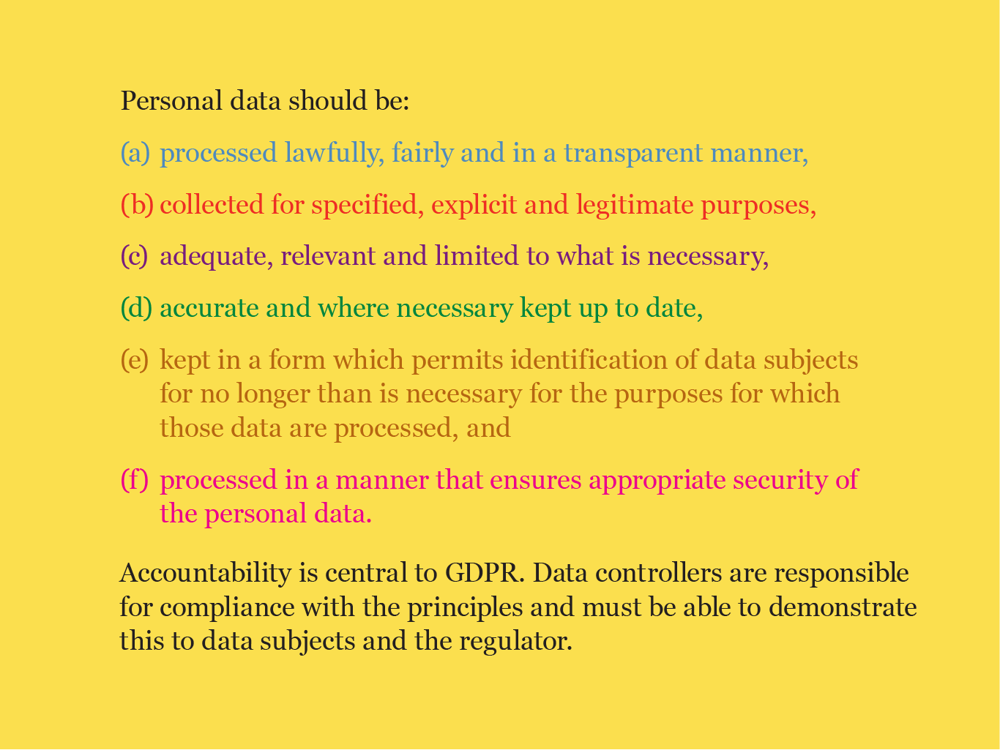 Personal data should be:
(a) processed lawfully, fairly and in a transparent manner,
(b) collected for specified, explicit and legitimate purposes,
(c) adequate, relevant and limited to what is necessary,
(d) accurate and where necessary kept up to date,
(e) kept in a form which permits identification of data subjects
for no longer than is necessary for the purposes for which
those data are processed, and
(f) processed in a manner that ensures appropriate security of
the personal data.
Accountability is central to GDPR. Data controllers are responsible
for compliance with the principles and must be able to demonstrate
this to data subjects and the regulator.